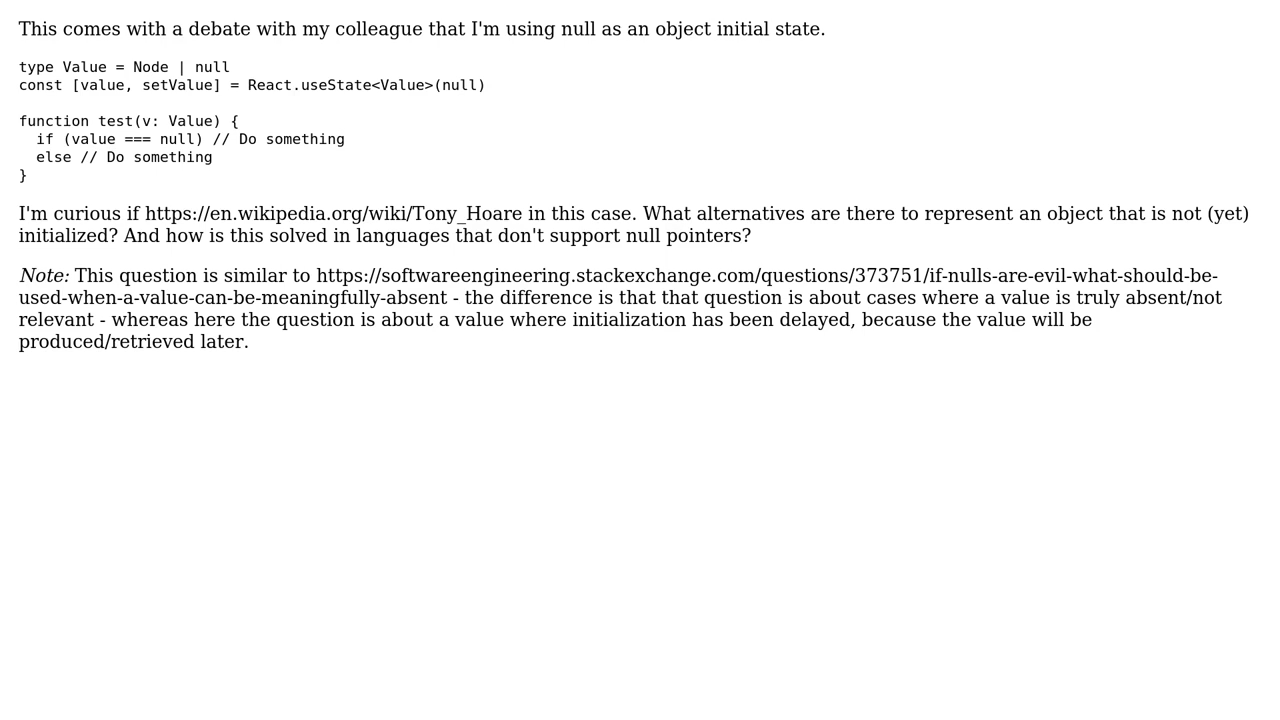 This comes with a debate with my colleague that I'm using null as an object initial state.
type Value = Node | null
const [value, setValue] = React.useState<Value>(null)
function test(v: Value) {
  if (value === null) // Do something
  else // Do something
}
I'm curious if https://en.wikipedia.org/wiki/Tony_Hoare in this case. What alternatives are there to represent an object that is not (yet)
initialized? And how is this solved in languages that don't support null pointers?
Note: This question is similar to https://softwareengineering.stackexchange.com/questions/373751/if-nulls-are-evil-what-should-be-
used-when-a-value-can-be-meaningfully-absent - the difference is that that question is about cases where a value is truly absent/not
relevant - whereas here the question is about a value where initialization has been delayed, because the value will be
produced/retrieved later.